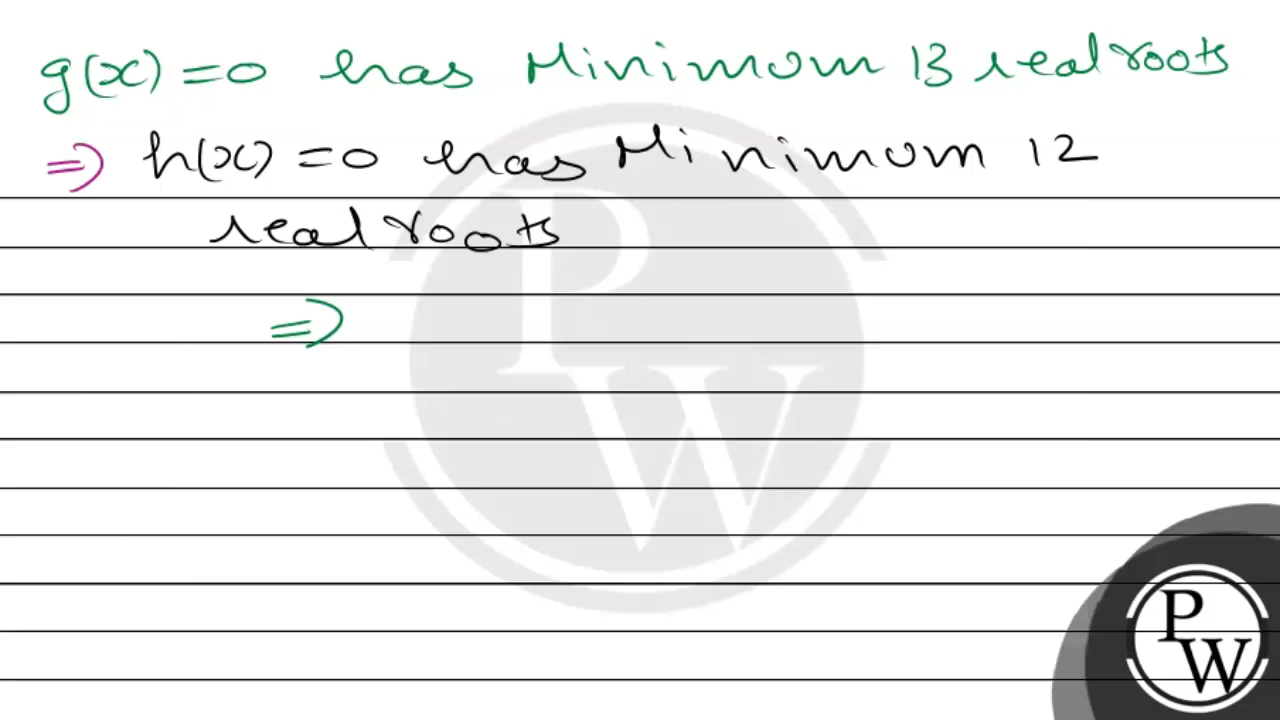 g(x) = 0 has Minimum 13 real roots
⇒ h(x) = 0 has Minimum 12
real roots
⇒
P
W
P
W